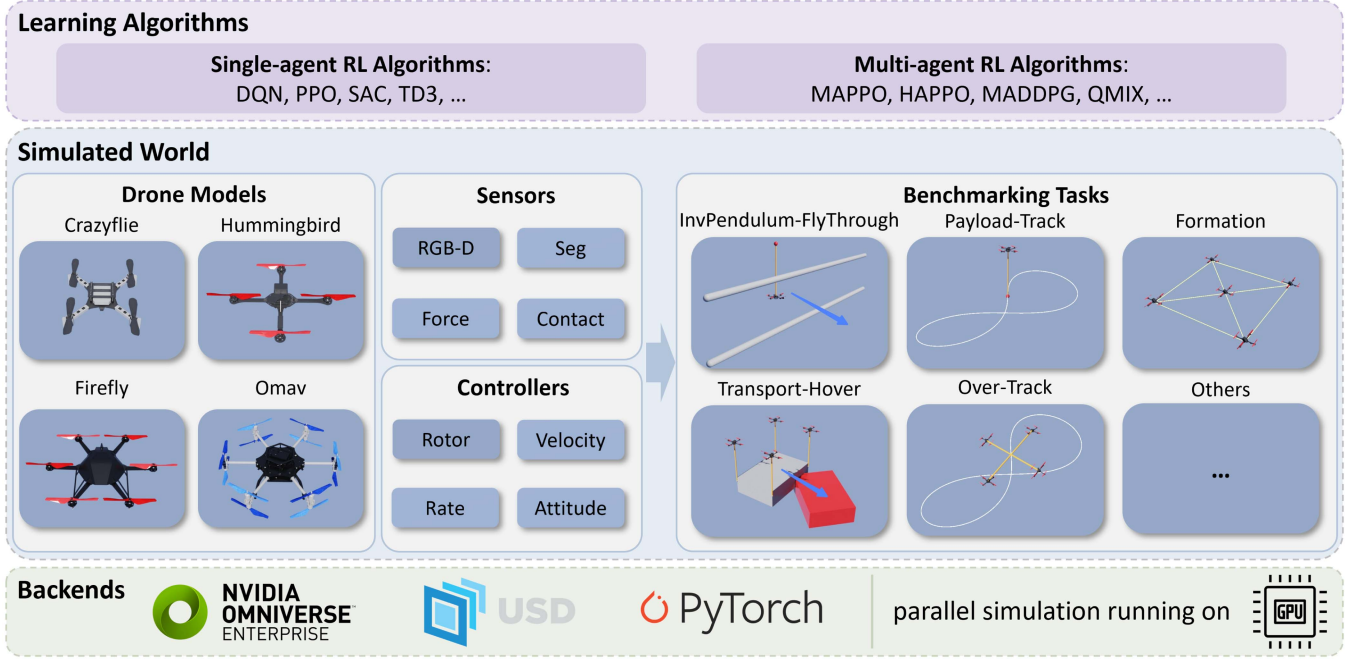 Learning Algorithms
Single-agent RL Algorithms:
DQN, PPO, SAC, TD3, ...
Multi-agent RL Algorithms:
MAPPO, HAPPO, MADDPG, QMIX, ...
Simulated World
Drone Models
Crazyflie
Hummingbird
Firefly
Omav
Sensors
RGB-D
Seg
Force
Contact
Controllers
Rotor
Velocity
Rate
Attitude
Benchmarking Tasks
InvPendulum-FlyThrough
Payload-Track
Formation
Transport-Hover
Over-Track
Others
...
Backends
NVIDIA
OMNIVERSE™
ENTERPRISE
USD
PyTorch
parallel simulation running on
GPU